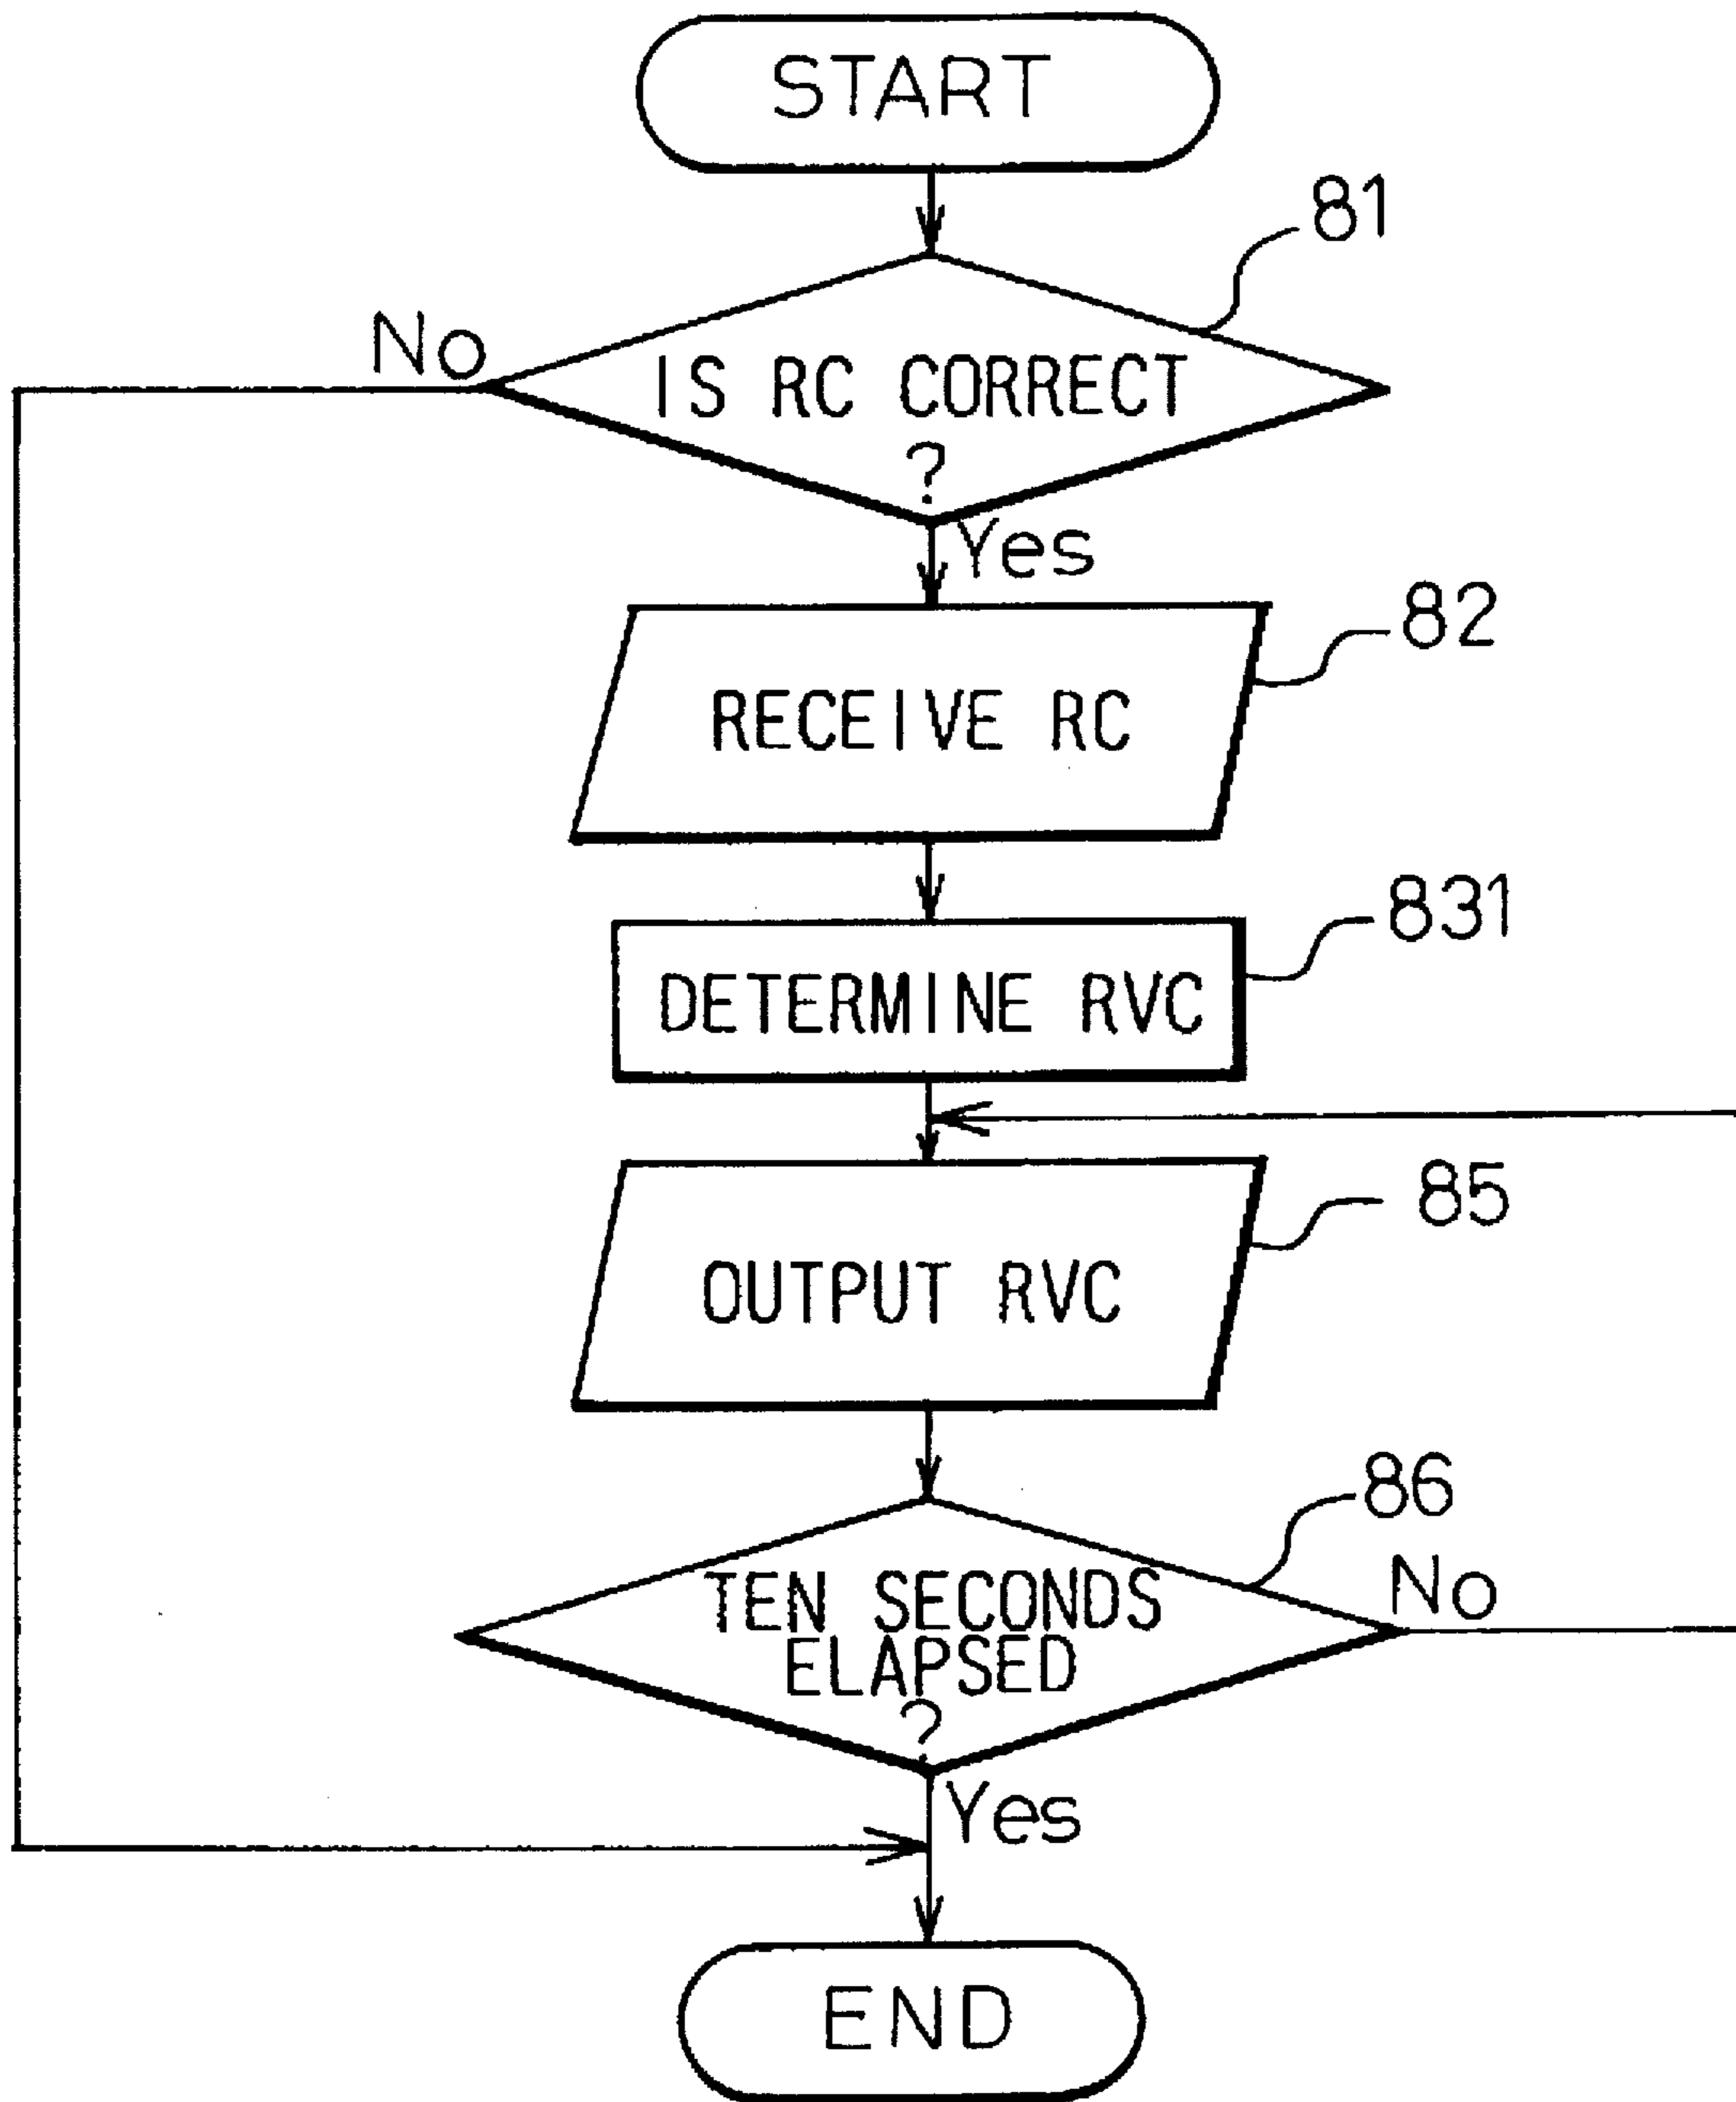 START
81
No
IS RC CORRECT
?
Yes
82
RECEIVE RC
831
DETERMINE RVC
85
OUTPUT RVC
86
TEN SECONDS
No
ELAPSED
?
Yes
END